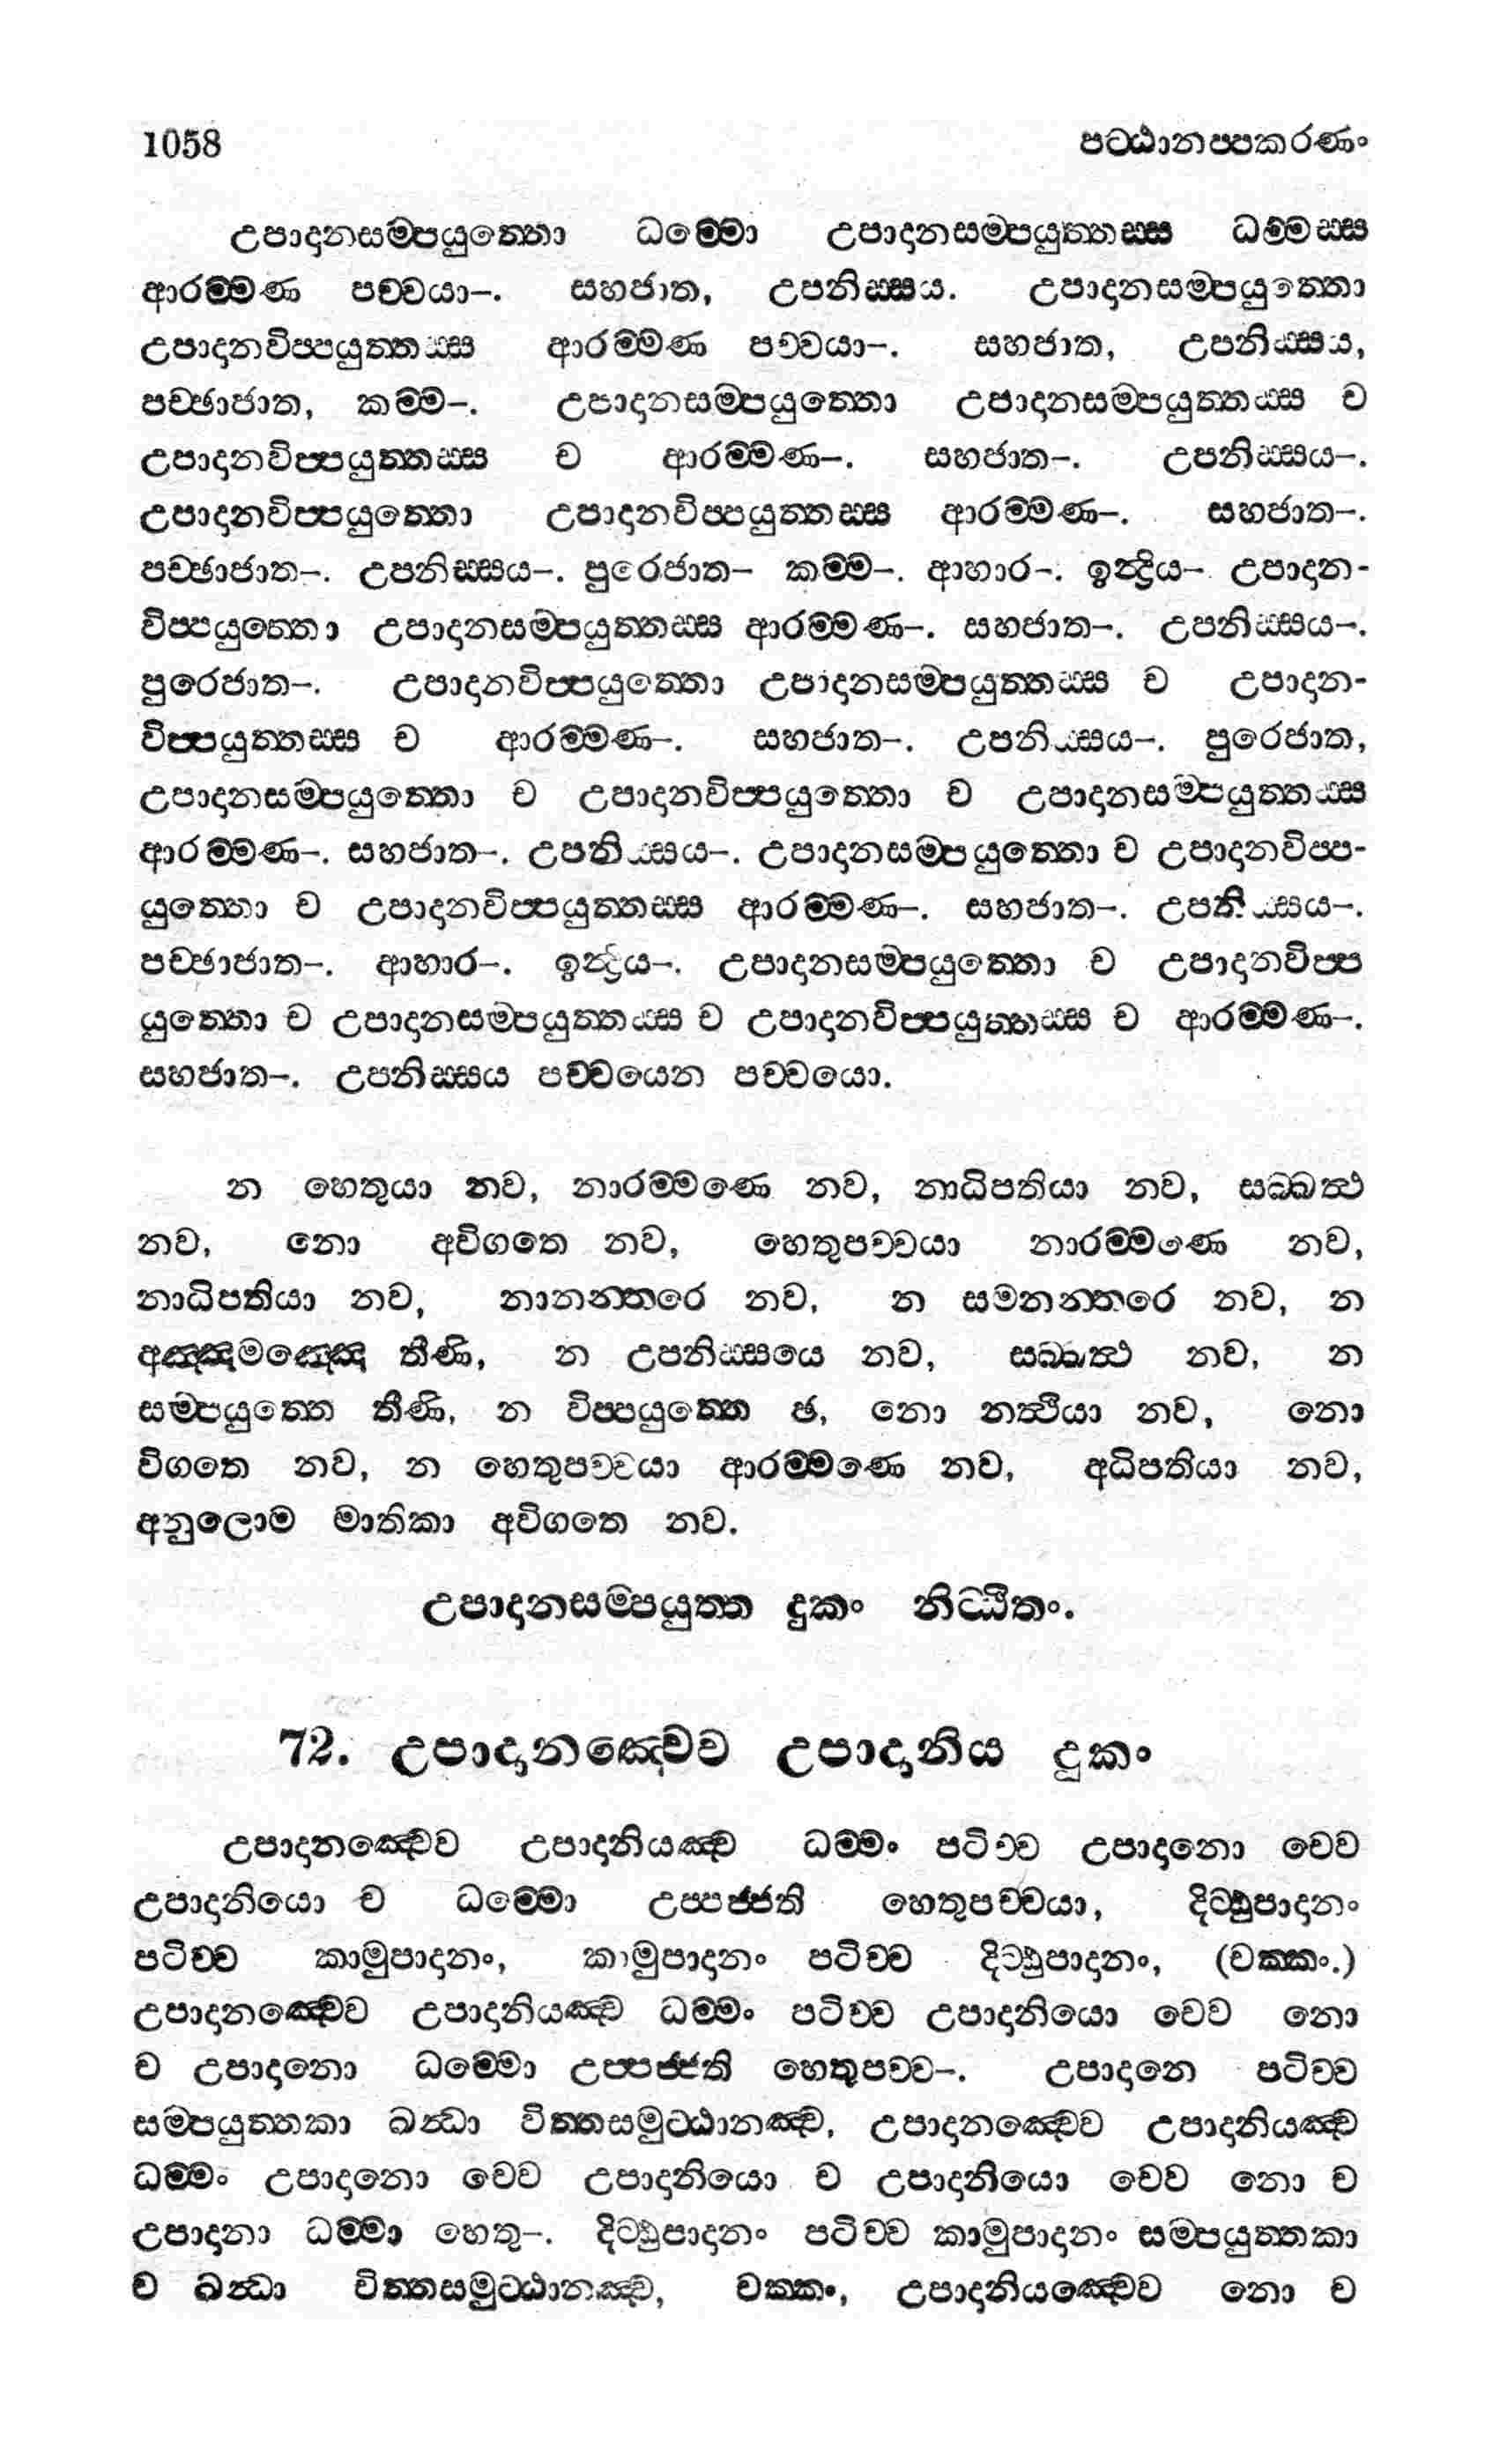 1058 පට්ඨානප්පකරණං
උපාදානසම්පයුත්තො ධම්මො උපාදානසම්පයුත්තස්ස ධම්මස්ස
ආරම්මණ පච්චයා–. සහජාත, උපනිස්සය. උපාදානසම්පයුත්තො
උපාදානවිප්පයුත්තස්ස ආරම්මණ පච්චයා–. සහජාත, උපනිස්සය,
පච්ඡාජාත, කම්ම–. උපාදානසම්පයුත්තො උපාදානසම්පයුත්තස්ස ච
උපාදානවිප්පයුත්තස්ස ච ආරම්මණ–. සහජාත–. උපනිස්සය–.
උපාදානවිප්පයුත්තො උපාදානවිප්පයුත්තස්ස ආරම්මණ–. සහජාත–.
පච්ඡාජාත–. උපනිස්සය–. පුරෙජාත– කම්ම–. ආහාර–. ඉන්ද්‍රිය–. උපාදාන-
විප්පයුත්තො උපාදානසම්පයුත්තස්ස ආරම්මණ–. සහජාත–. උපනිස්සය–.
පුරෙජාත–. උපාදානවිප්පයුත්තො උපාදානසම්පයුත්තස්ස ච උපාදාන-
විප්පයුත්තස්ස ච ආරම්මණ–. සහජාත–. උපනිස්සය–. පුරෙජාත,
උපාදානසම්පයුත්තො ච උපාදානවිප්පයුත්තො ච උපාදානසම්පයුත්තස්ස
ආරම්මණ–. සහජාත–. උපනිස්සය–. උපාදානසම්පයුත්තො ච උපාදානවිප්ප-
යුත්තො ච උපාදානවිප්පයුත්තස්ස ආරම්මණ–. සහජාත–. උපනිස්සය–.
පච්ඡාජාත–. ආහාර–. ඉන්ද්‍රිය–. උපාදානසම්පයුත්තො ච උපාදානවිප්ප
යුත්තො ච උපාදානසම්පයුත්තස්ස ච උපාදානවිප්පයුත්තස්ස ච ආරම්මණ–.
සහජාත–. උපනිස්සය පච්චයෙන පච්චයො.
න හෙතුයා නව, නාරම්මණෙ නව, නාධිපතියා නව, සබ්බත්ථ
නව, නො අවිගතෙ නව, හෙතුපච්චයා නාරම්මණෙ නව,
නාධිපතියා නව, නානන්තරෙ නව, න සමනන්තරෙ නව, න
අඤ්ඤමඤ්ඤෙ තීණි, න උපනිස්සයෙ නව, සබ්බත්ථ නව, න
සම්පයුත්තෙ තීණි, න විප්පයුත්තෙ ඡ, නො නත්ථියා නව, නො
විගතෙ නව, න හෙතුපච්චයා ආරම්මණෙ නව, අධිපතියා නව,
අනුලොම මාතිකා අවිගතෙ නව.
උපාදානසම්පයුත්ත දුකං නිට්ඨිතං.
72. උපාදානඤ්චෙව උපාදානිය දුකං
උපාදානඤ්චෙව උපාදානියඤ්ච ධම්මං පටිච්ච උපාදානො චෙව
උපාදානියො ච ධම්මො උප්පජ්ජති හෙතුපච්චයා, දිට්ඨුපාදානං
පටිච්ච කාමුපාදානං, කාමුපාදානං පටිච්ච දිට්ඨුපාදානං, (චක්කං.)
උපාදානඤ්චෙව උපාදානියඤ්ච ධම්මං පටිච්ච උපාදානියො චෙව නො
ච උපාදානො ධම්මො උප්පජ්ජති හෙතුපච්ච–. උපාදානෙ පටිච්ච
සම්පයුත්තකා ඛන්ධා චිත්තසමුට්ඨානඤ්ච, උපාදානඤ්චෙව උපාදානියඤ්ච
ධම්මං උපාදානො චෙව උපාදානියො ච උපාදානියො චෙව නො ච
උපාදානා ධම්මා හෙතු–. දිට්ඨුපාදානං පටිච්ච කාමුපාදානං සම්පයුත්තකා
ච ඛන්ධා චිත්තසමුට්ඨානඤ්ච, චක්කං, උපාදානියඤ්චෙව නො ච